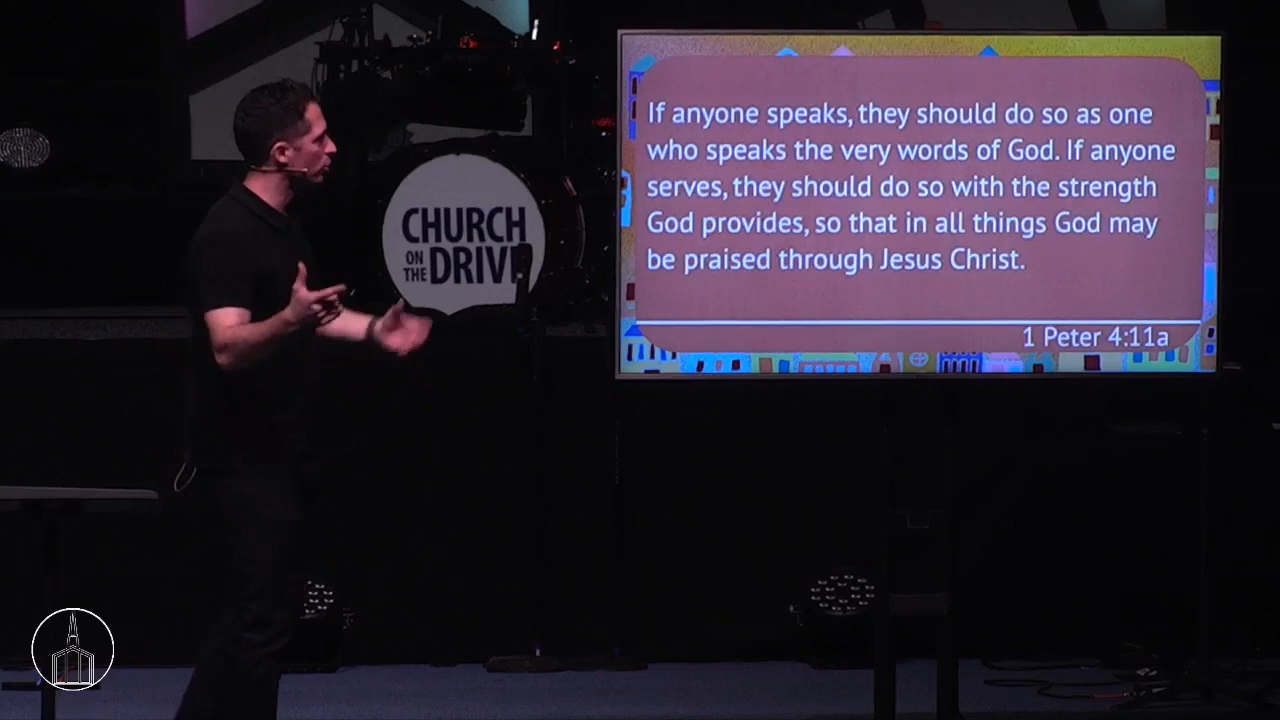 CHURCH
ON
THE
DRIVE
If anyone speaks, they should do so as one
who speaks the very words of God. If anyone
serves, they should do so with the strength
God provides, so that in all things God may
be praised through Jesus Christ.
1 Peter 4:11a